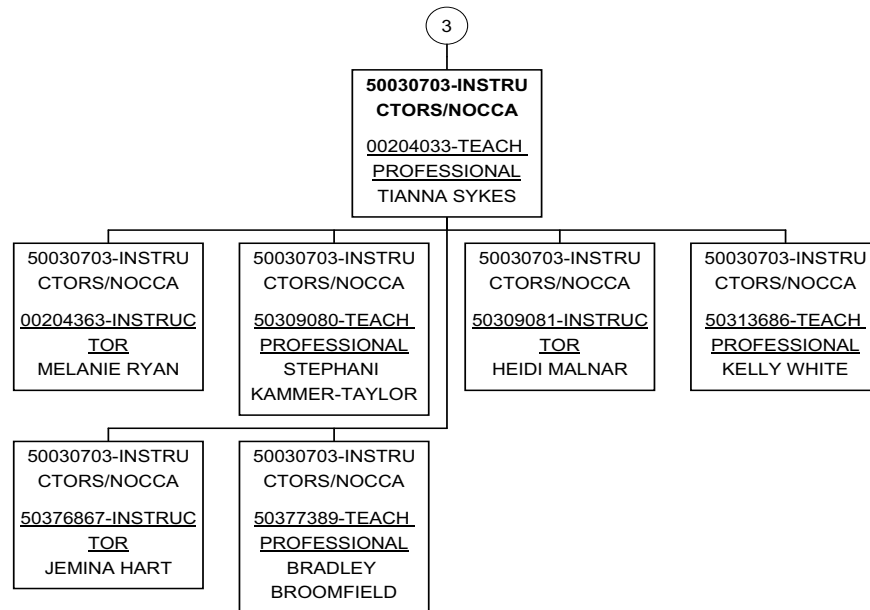 3
50030703-INSTRU
CTORS/NOCCA
00204033-TEACH
PROFESSIONAL
TIANNA SYKES
50030703-INSTRU
CTORS/NOCCA
00204363-INSTRUC
TOR
MELANIE RYAN
50030703-INSTRU
CTORS/NOCCA
50309080-TEACH
PROFESSIONAL
STEPHANI
KAMMER-TAYLOR
50030703-INSTRU
CTORS/NOCCA
50309081-INSTRUC
TOR
HEIDI MALNAR
50030703-INSTRU
CTORS/NOCCA
50313686-TEACH
PROFESSIONAL
KELLY WHITE
50030703-INSTRU
CTORS/NOCCA
50376867-INSTRUC
TOR
JEMINA HART
50030703-INSTRU
CTORS/NOCCA
50377389-TEACH
PROFESSIONAL
BRADLEY
BROOMFIELD